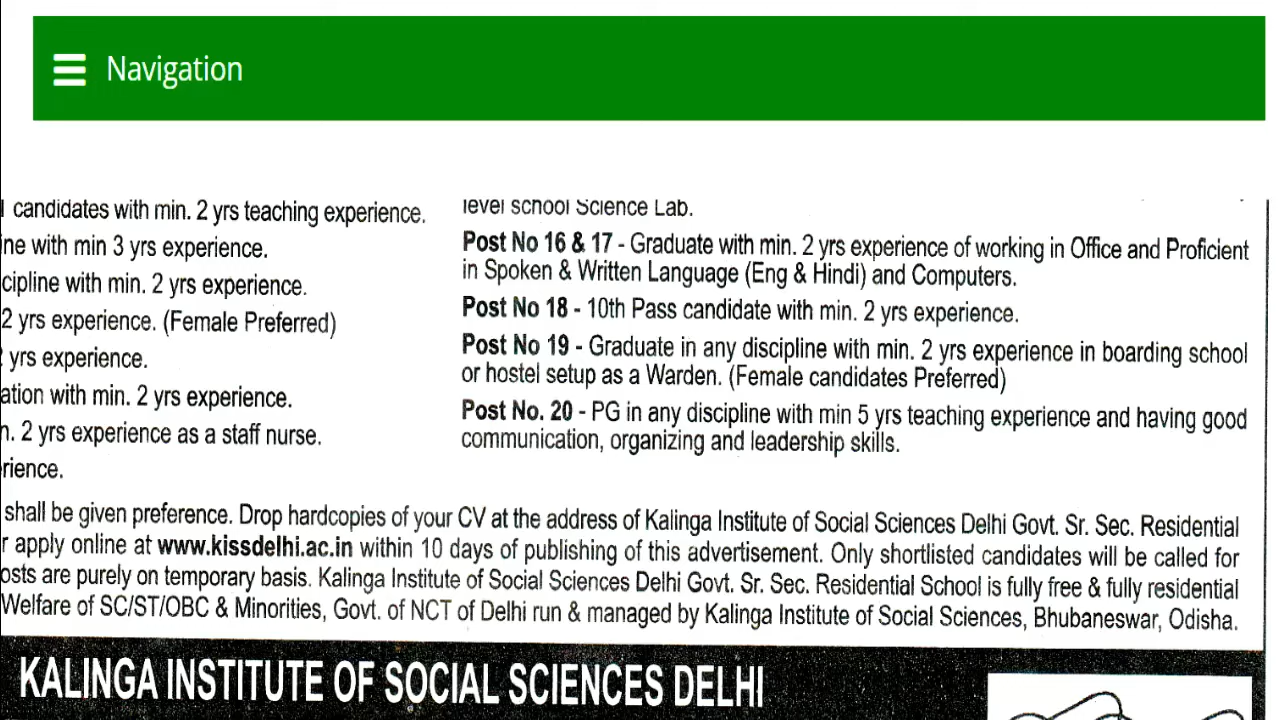 Navigation
candidates with min. 2 yrs teaching experience.
ine with min 3 yrs experience.
cipline with min. 2 yrs experience.
2 yrs experience. (Female Preferred)
yrs experience.
ation with min. 2 yrs experience.
n. 2 yrs experience as a staff nurse.
rience.
level school Science Lab.
Post No 16 & 17 - Graduate with min. 2 yrs experience of working in Office and Proficient
in Spoken & Written Language (Eng & Hindi) and Computers.
Post No 18 - 10th Pass candidate with min. 2 yrs experience.
Post No 19 - Graduate in any discipline with min. 2 yrs experience in boarding school
or hostel setup as a Warden. (Female candidates Preferred)
Post No. 20 - PG in any discipline with min 5 yrs teaching experience and having good
communication, organizing and leadership skills.
shall be given preference. Drop hardcopies of your CV at the address of Kalinga Institute of Social Sciences Delhi Govt. Sr. Sec. Residential
r apply online at www.kissdelhi.ac.in within 10 days of publishing of this advertisement. Only shortlisted candidates will be called for
osts are purely on temporary basis. Kalinga Institute of Social Sciences Delhi Govt. Sr. Sec. Residential School is fully free & fully residential
Welfare of SC/ST/OBC & Minorities, Govt. of NCT of Delhi run & managed by Kalinga Institute of Social Sciences, Bhubaneswar, Odisha.
KALINGA INSTITUTE OF SOCIAL SCIENCES DELHI